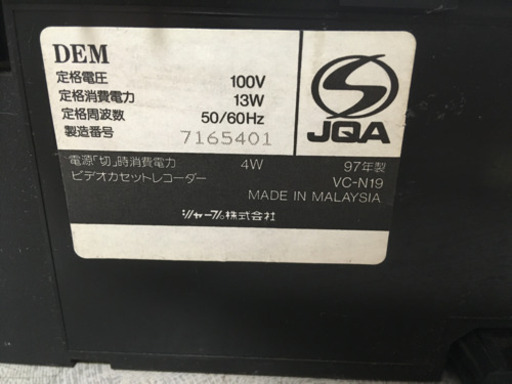 DEM
定格電圧 100V
定格消費電力 13W
定格周波数 50/60Hz
製造番号 7165401
JQA
電源「切」時消費電力 4W 97年製
ビデオカセットレコーダー VC-N19
MADE IN MALAYSIA
シャープ株式会社